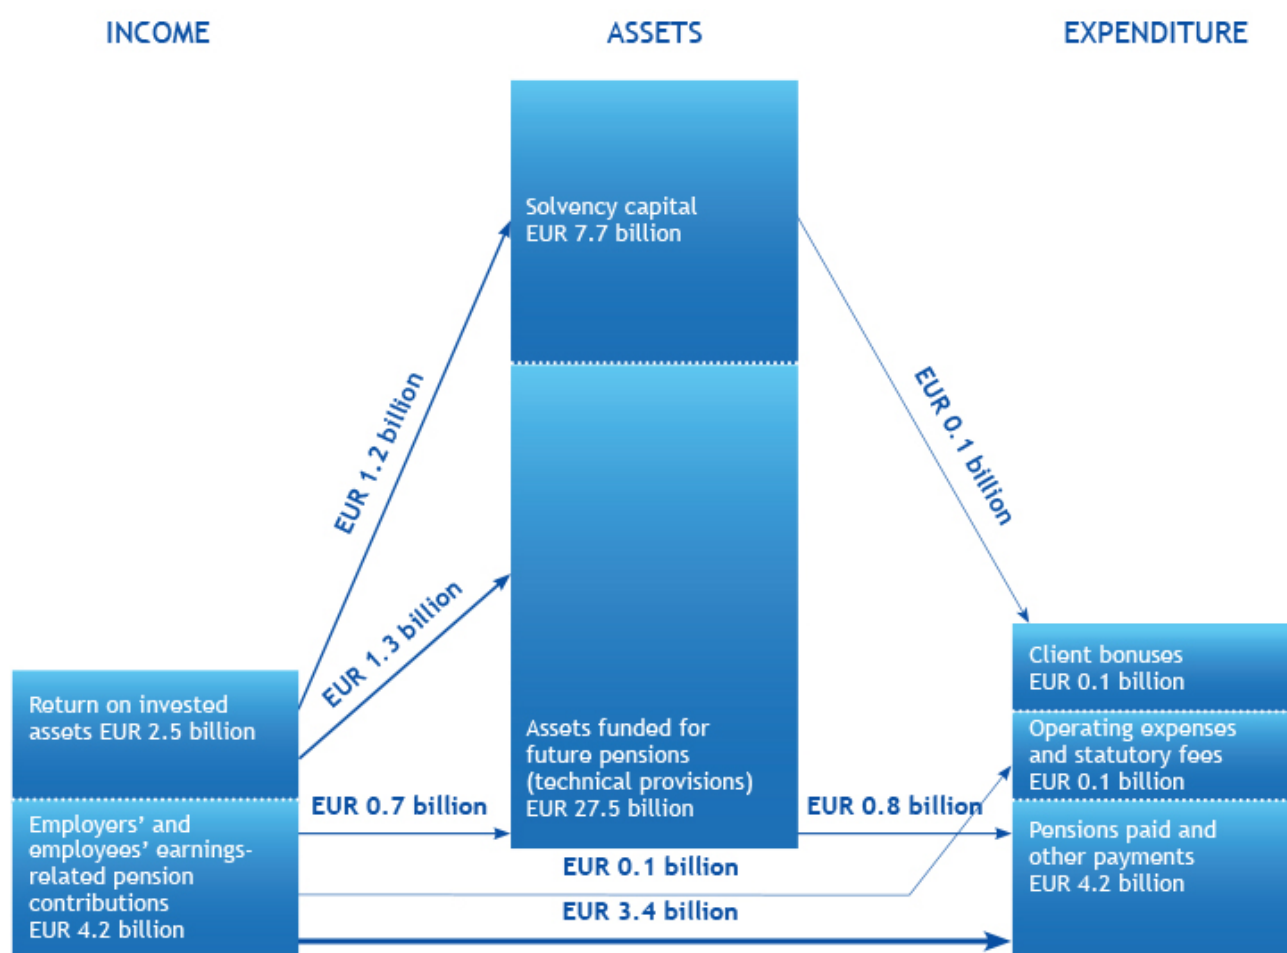 INCOME
ASSETS
EXPENDITURE
Solvency capital
EUR 7.7 billion
EUR 1.2 billion
EUR 0.1 billion
EUR 1.3 billion
Return on invested
assets EUR 2.5 billion
Client bonuses
EUR 0.1 billion
Assets funded for
future pensions
(technical provisions)
EUR 27.5 billion
Operating expenses
and statutory fees
EUR 0.1 billion
EUR 0.7 billion
EUR 0.8 billion
Employers’ and
employees’ earnings-
related pension
contributions
EUR 4.2 billion
Pensions paid and
other payments
EUR 4.2 billion
EUR 0.1 billion
EUR 3.4 billion